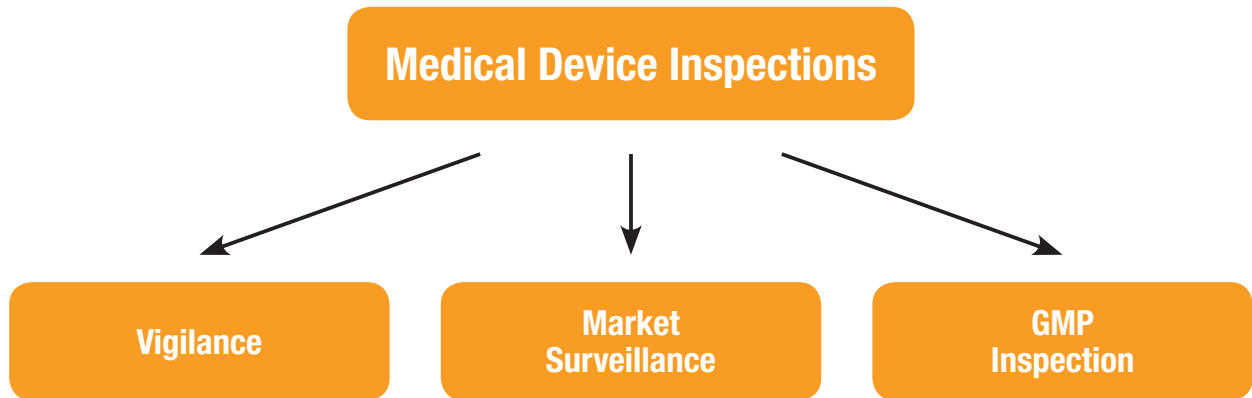 Medical Device Inspections
Vigilance
Market
Surveillance
GMP
Inspection